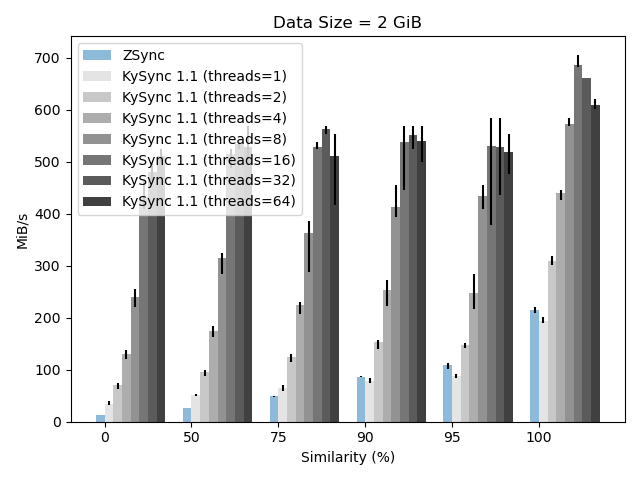 Data Size = 2 GiB
ZSync
KySync 1.1 (threads=1)
KySync 1.1 (threads=2)
KySync 1.1 (threads=4)
KySync 1.1 (threads=8)
KySync 1.1 (threads=16)
KySync 1.1 (threads=32)
KySync 1.1 (threads=64)
MiB/s
700
600
500
400
300
200
100
0
0 50 75 90 95 100
Similarity (%)